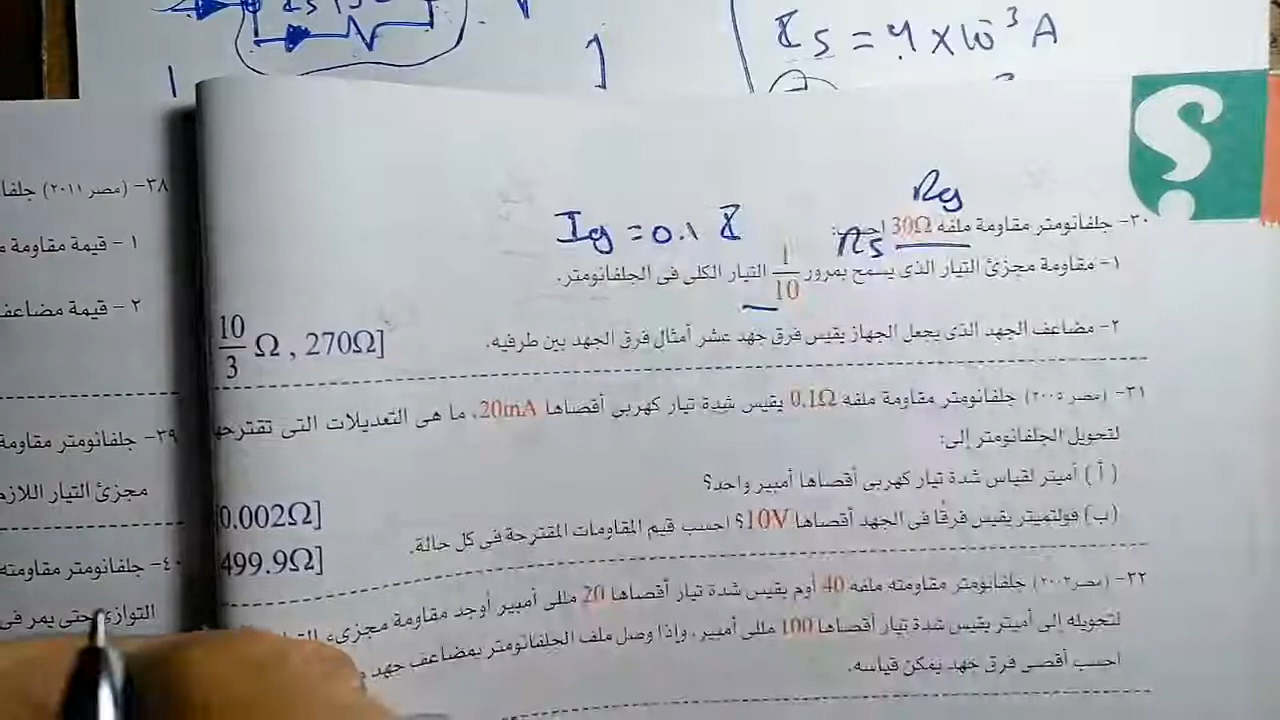 I_S = 4 × 10⁻³ A
Rg
Ig = 0.1 I
٣٠- جلفانومتر مقاومة ملفه 30Ω
Rs
١- مقاومة مجزئ التيار الذى يسمح بمرور 1/10 التيار الكلى فى الجلفانومتر.
٢- مضاعف الجهد الذى يجعل الجهاز يقيس فرق جهد عشر أمثال فرق الجهد بين طرفيه.
10/3 Ω , 270Ω]
٣١- (مصر ٢٠٠٥) جلفانومتر مقاومة ملفه 0.1Ω يقيس شدة تيار كهربى أقصاها 20mA، ما هى التعديلات التى تقترحها
لتحويل الجلفانومتر إلى:
( أ ) أميتر لقياس شدة تيار كهربى أقصاها أمبير واحد؟
[0.002Ω]
(ب) فولتميتر يقيس فرقا فى الجهد أقصاها 10V؟ احسب قيم المقاومات المقترحة فى كل حالة.
499.9Ω]
٣٢- (مصر ٢٠٠٢) جلفانومتر مقاومته ملفه 40 أوم يقيس شدة تيار أقصاها 20 مللى أمبير أوجد مقاومة مجزىء
لتحويله إلى أميتر يقيس شدة تيار أقصاها 100 مللى أمبير، وإذا وصل ملف الجلفانومتر بمضاعف جهد
احسب أقصى فرق جهد يمكن قياسه.
٣٨- (مصر ٢٠١١)
١ - قيمة مقاومة
٢ - قيمة مضاعف
٣٩- جلفانومتر مقاومة
مجزئ التيار
٤٠- جلفانومتر مقاومته
التوازى حتى يمر فى